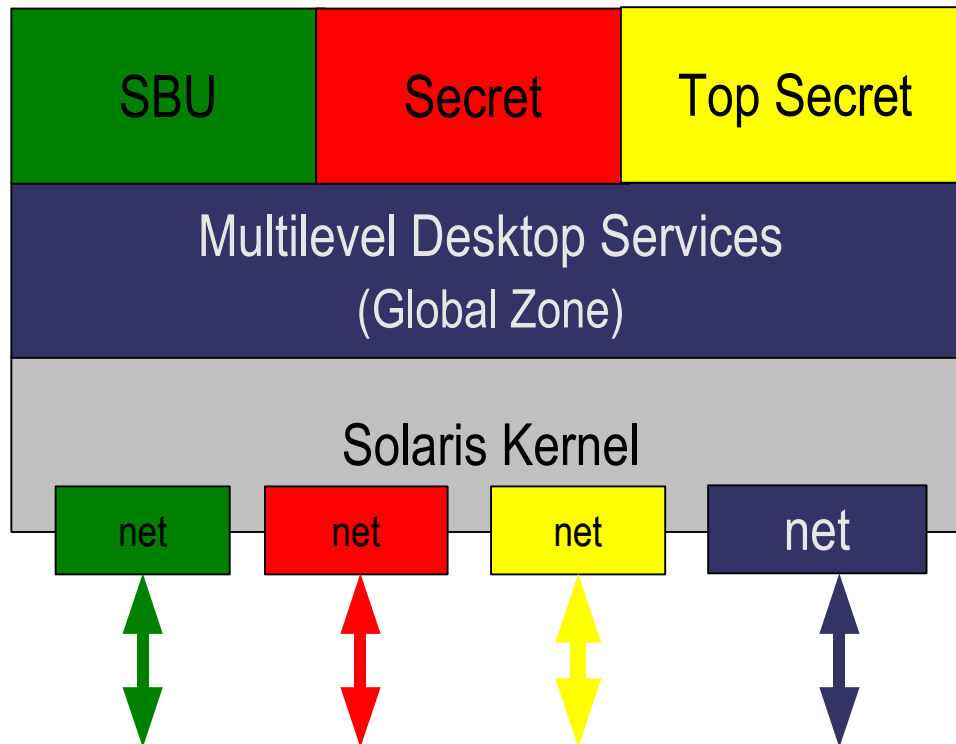 SBU
Secret
Top Secret
Multilevel Desktop Services
(Global Zone)
Solaris Kernel
net
net
net
net